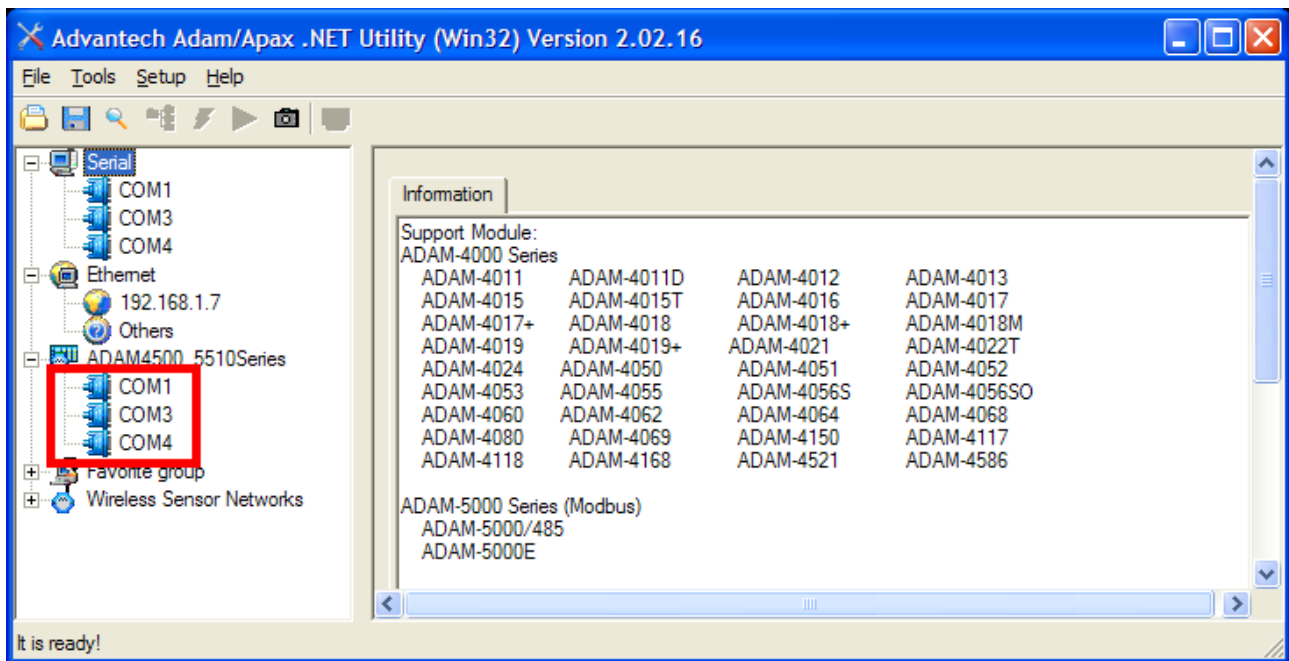 Advantech Adam/Apax .NET Utility (Win32) Version 2.02.16
File Tools Setup Help
Serial
COM1
COM3
COM4
Ethernet
192.168.1.7
Others
ADAM4500_5510Series
COM1
COM3
COM4
Favorite group
Wireless Sensor Networks
Information
Support Module:
ADAM-4000 Series
ADAM-4011 ADAM-4011D ADAM-4012 ADAM-4013
ADAM-4015 ADAM-4015T ADAM-4016 ADAM-4017
ADAM-4017+ ADAM-4018 ADAM-4018+ ADAM-4018M
ADAM-4019 ADAM-4019+ ADAM-4021 ADAM-4022T
ADAM-4024 ADAM-4050 ADAM-4051 ADAM-4052
ADAM-4053 ADAM-4055 ADAM-4056S ADAM-4056SO
ADAM-4060 ADAM-4062 ADAM-4064 ADAM-4068
ADAM-4080 ADAM-4069 ADAM-4150 ADAM-4117
ADAM-4118 ADAM-4168 ADAM-4521 ADAM-4586
ADAM-5000 Series (Modbus)
ADAM-5000/485
ADAM-5000E
It is ready!